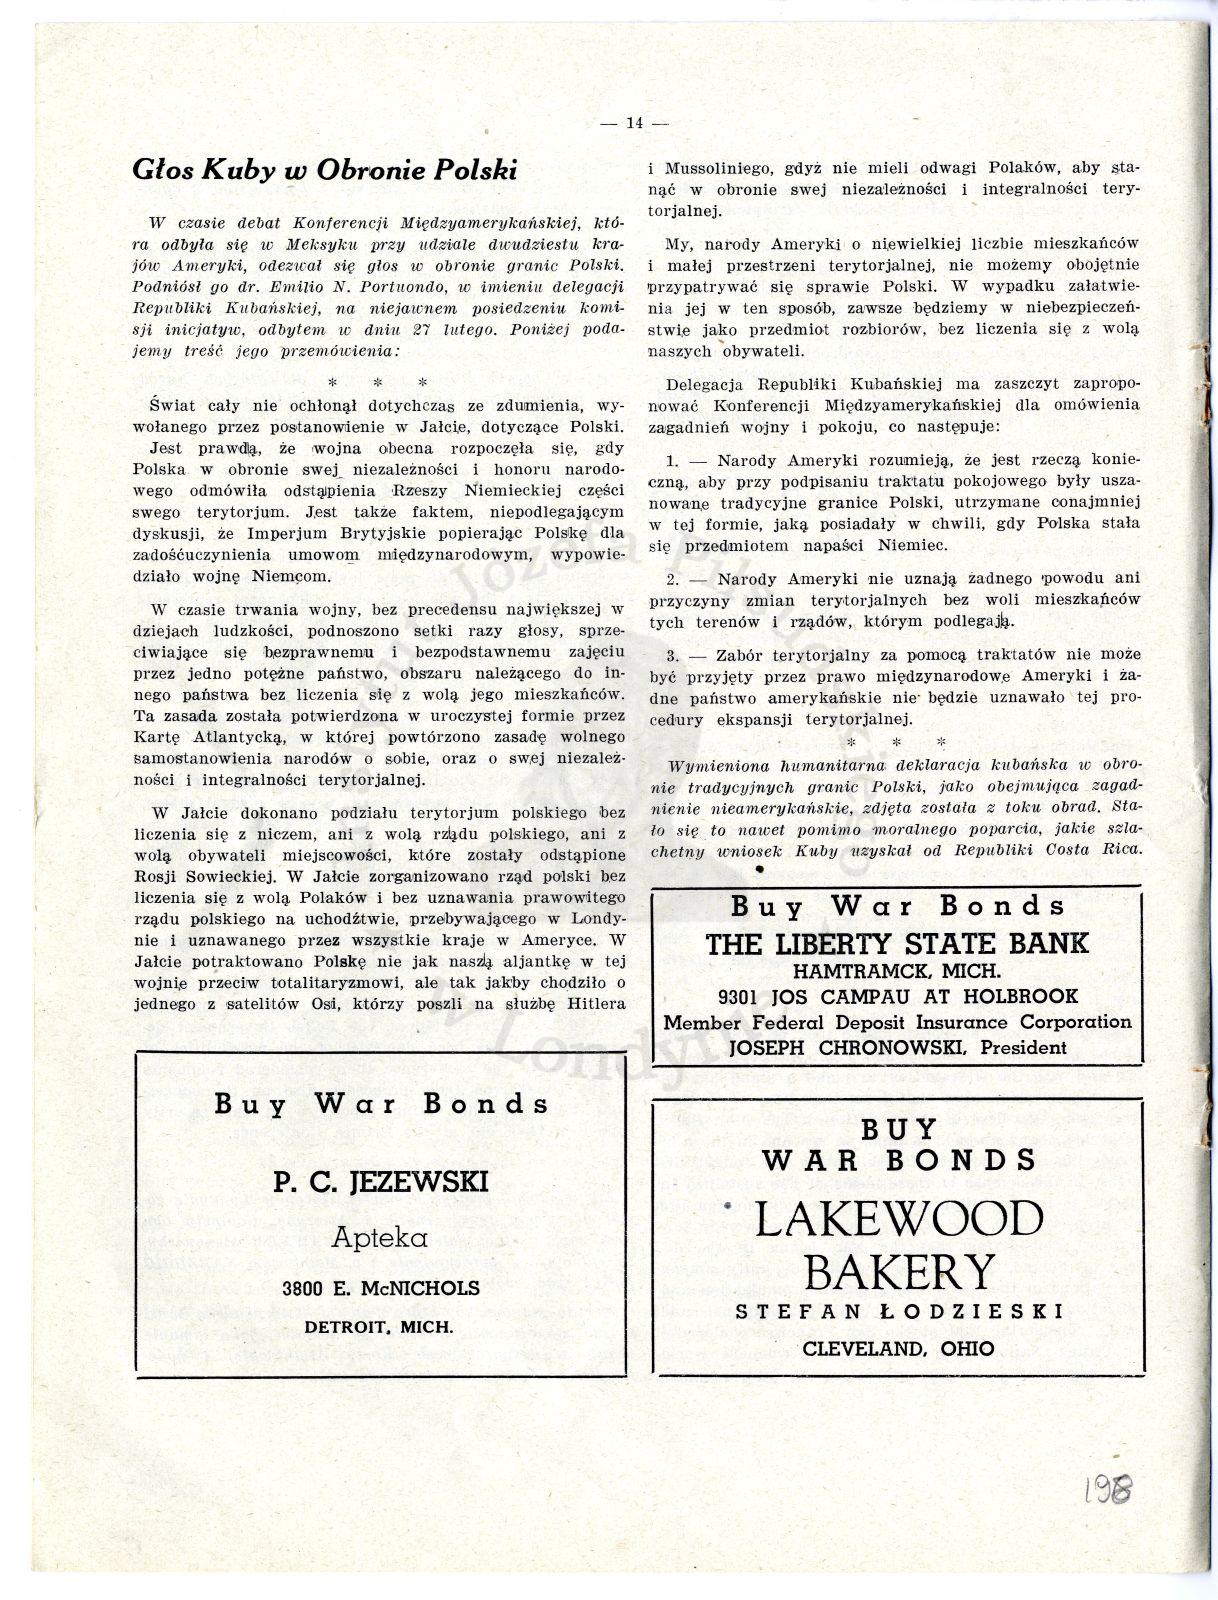 — 14 —
Głos Kuby w Obronie Polski
W czasie debat Konferencji Międzyamerykańskiej, któ-
ra odbyła się w Meksyku przy udziale dwudziestu kra-
jów Ameryki, odezwał się głos w obronie granic Polski.
Podniósł go dr. Emilio N. Portuondo, w imieniu delegacji
Republiki Kubańskiej, na niejawnem posiedzeniu komi-
sji inicjatyw, odbytem w dniu 27 lutego. Poniżej poda-
jemy treść jego przemówienia:
* * *
Świat cały nie ochłonął dotychczas ze zdumienia, wy-
wołanego przez postanowienie w Jałcie, dotyczące Polski.
Jest prawdą, że wojna obecna rozpoczęła się, gdy
Polska w obronie swej niezależności i honoru narodo-
wego odmówiła odstąpienia Rzeszy Niemieckiej części
swego terytorjum. Jest także faktem, niepodlegającym
dyskusji, że Imperjum Brytyjskie popierając Polskę dla
zadośćuczynienia umowom międzynarodowym, wypowie-
działo wojnę Niemcom.
W czasie trwania wojny, bez precedensu największej w
dziejach ludzkości, podnoszono setki razy głosy, sprze-
ciwiające się bezprawnemu i bezpodstawnemu zajęciu
przez jedno potężne państwo, obszaru należącego do in-
nego państwa bez liczenia się z wolą jego mieszkańców.
Ta zasada została potwierdzona w uroczystej formie przez
Kartę Atlantycką, w której powtórzono zasadę wolnego
samostanowienia narodów o sobie, oraz o swej niezależ-
ności i integralności terytorjalnej.
W Jałcie dokonano podziału terytorjum polskiego bez
liczenia się z niczem, ani z wolą rządu polskiego, ani z
wolą obywateli miejscowości, które zostały odstąpione
Rosji Sowieckiej. W Jałcie zorganizowano rząd polski bez
liczenia się z wolą Polaków i bez uznawania prawowitego
rządu polskiego na uchodźtwie, przebywającego w Londy-
nie i uznawanego przez wszystkie kraje w Ameryce. W
Jałcie potraktowano Polskę nie jak naszą aljantkę w tej
wojnie przeciw totalitaryzmowi, ale tak jakby chodziło o
jednego z satelitów Osi, którzy poszli na służbę Hitlera
i Mussoliniego, gdyż nie mieli odwagi Polaków, aby sta-
nąć w obronie swej niezależności i integralności tery-
torjalnej.
My, narody Ameryki o niewielkiej liczbie mieszkańców
i małej przestrzeni terytorjalnej, nie możemy obojętnie
przypatrywać się sprawie Polski. W wypadku załatwie-
nia jej w ten sposób, zawsze będziemy w niebezpieczeń-
stwie jako przedmiot rozbiorów, bez liczenia się z wolą
naszych obywateli.
Delegacja Republiki Kubańskiej ma zaszczyt zapropo-
nować Konferencji Międzyamerykańskiej dla omówienia
zagadnień wojny i pokoju, co następuje:
1. — Narody Ameryki rozumieją, że jest rzeczą konie-
czną, aby przy podpisaniu traktatu pokojowego były usza-
nowane tradycyjne granice Polski, utrzymane conajmniej
w tej formie, jaką posiadały w chwili, gdy Polska stała
się przedmiotem napaści Niemiec.
2. — Narody Ameryki nie uznają żadnego powodu ani
przyczyny zmian terytorjalnych bez woli mieszkańców
tych terenów i rządów, którym podlegają.
3. — Zabór terytorjalny za pomocą traktatów nie może
być przyjęty przez prawo międzynarodowe Ameryki i ża-
dne państwo amerykańskie nie będzie uznawało tej pro-
cedury ekspansji terytorjalnej.
* * *
Wymieniona humanitarna deklaracja kubańska w obro-
nie tradycyjnych granic Polski, jako obejmująca zagad-
nienie nieamerykańskie, zdjęta została z toku obrad. Sta-
ło się to nawet pomimo moralnego poparcia, jakie szla-
chetny wniosek Kuby uzyskał od Republiki Costa Rica.
Buy War Bonds
THE LIBERTY STATE BANK
HAMTRAMCK, MICH.
9301 JOS CAMPAU AT HOLBROOK
Member Federal Deposit Insurance Corporation
JOSEPH CHRONOWSKI, President
Buy War Bonds
P. C. JEZEWSKI
Apteka
3800 E. McNICHOLS
DETROIT, MICH.
BUY
WAR BONDS
LAKEWOOD
BAKERY
STEFAN ŁODZIESKI
CLEVELAND, OHIO
198